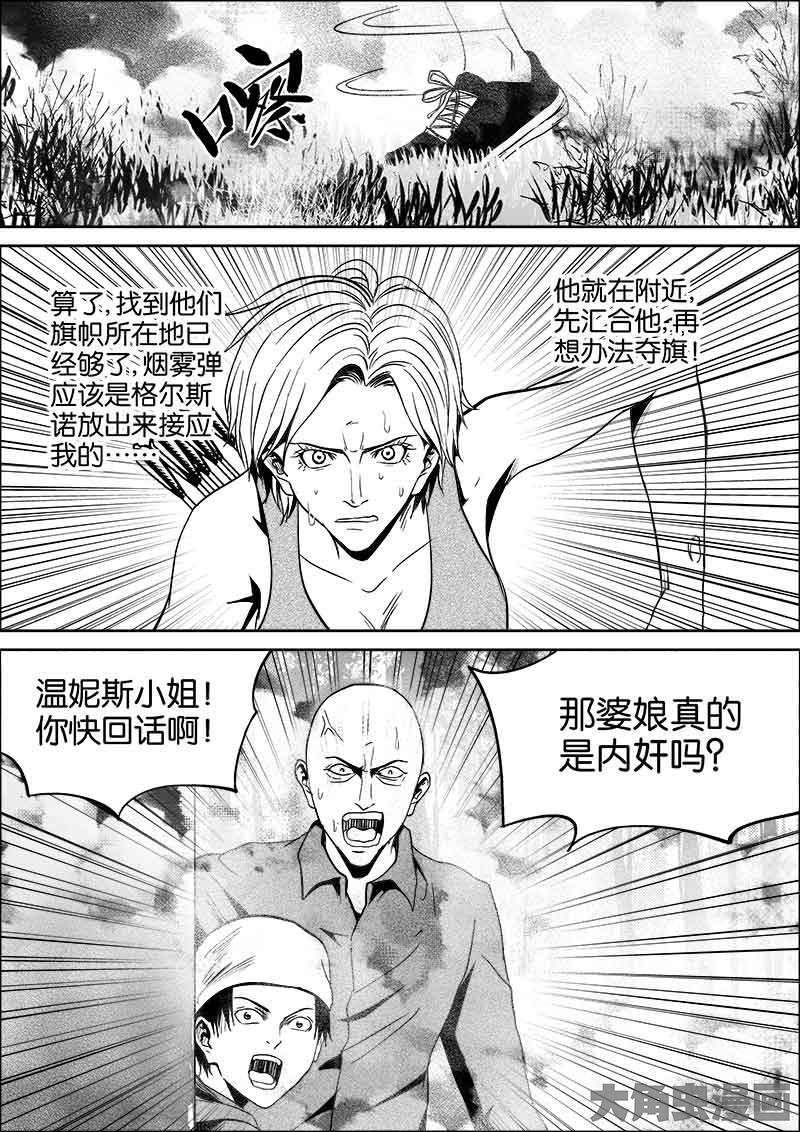 嚓
算了,找到他们
旗帜所在地已
经够了,烟雾弹
应该是格尔斯
诺放出来接应
我的……
他就在附近,
先汇合他,再
想办法夺旗!
温妮斯小姐!
你快回话啊!
那婆娘真的
是内奸吗?
大角虫漫画